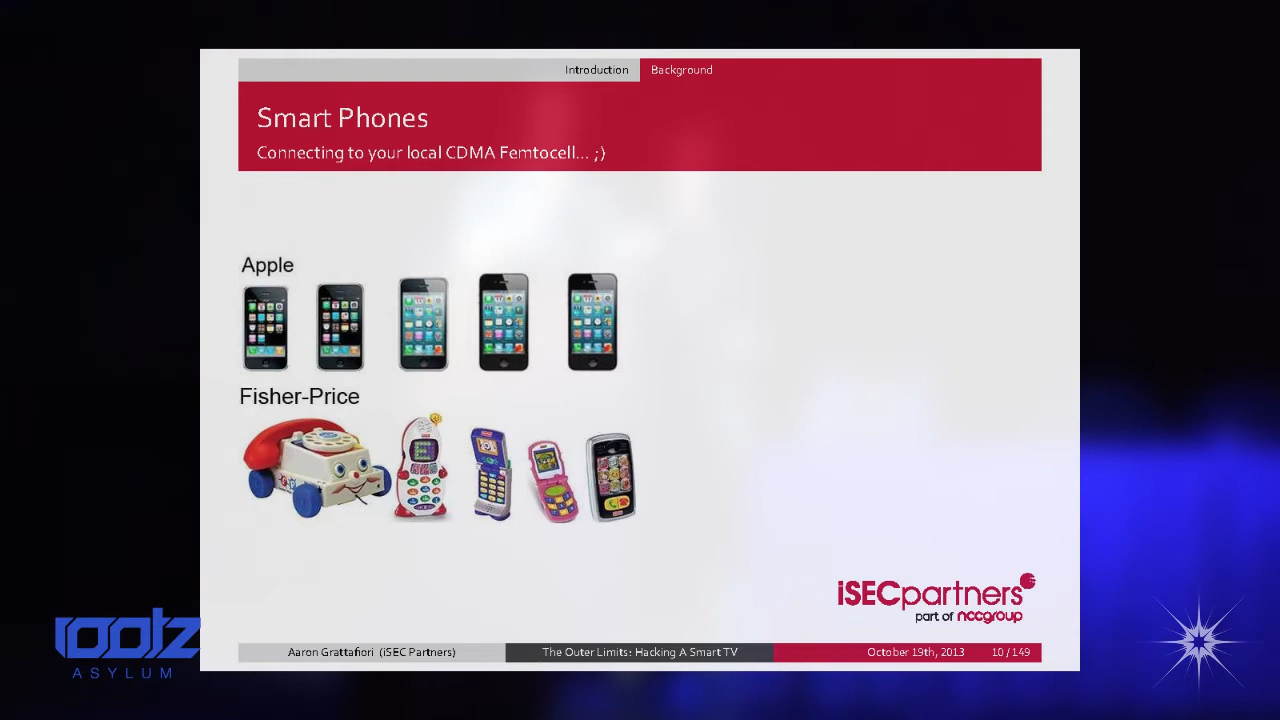 Introduction
Background
Smart Phones
Connecting to your local CDMA Femtocell... ;)
Apple
Fisher-Price
iSECpartners
part of nccgroup
Aaron Grattafiori (iSEC Partners)
The Outer Limits: Hacking A Smart TV
October 19th, 2013
10 / 149
rootz
ASYLUM